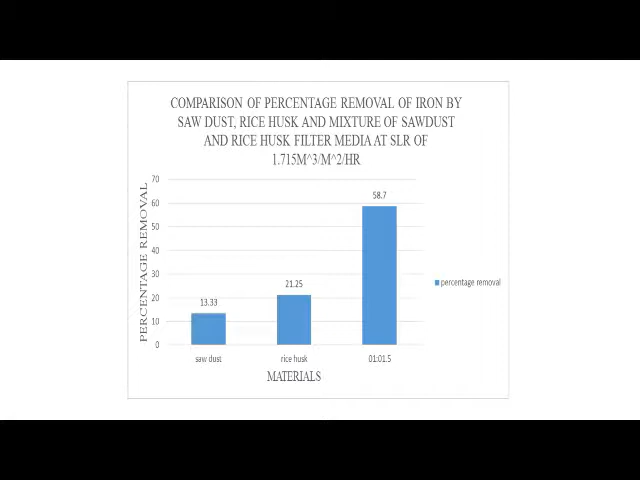 COMPARISON OF PERCENTAGE REMOVAL OF IRON BY
SAW DUST, RICE HUSK AND MIXTURE OF SAWDUST
AND RICE HUSK FILTER MEDIA AT SLR OF
1.715M^3/M^2/HR
PERCENTAGE REMOVAL
70
60
50
40
30
20
10
0
13.33
21.25
58.7
saw dust
rice husk
01:01.5
MATERIALS
percentage removal